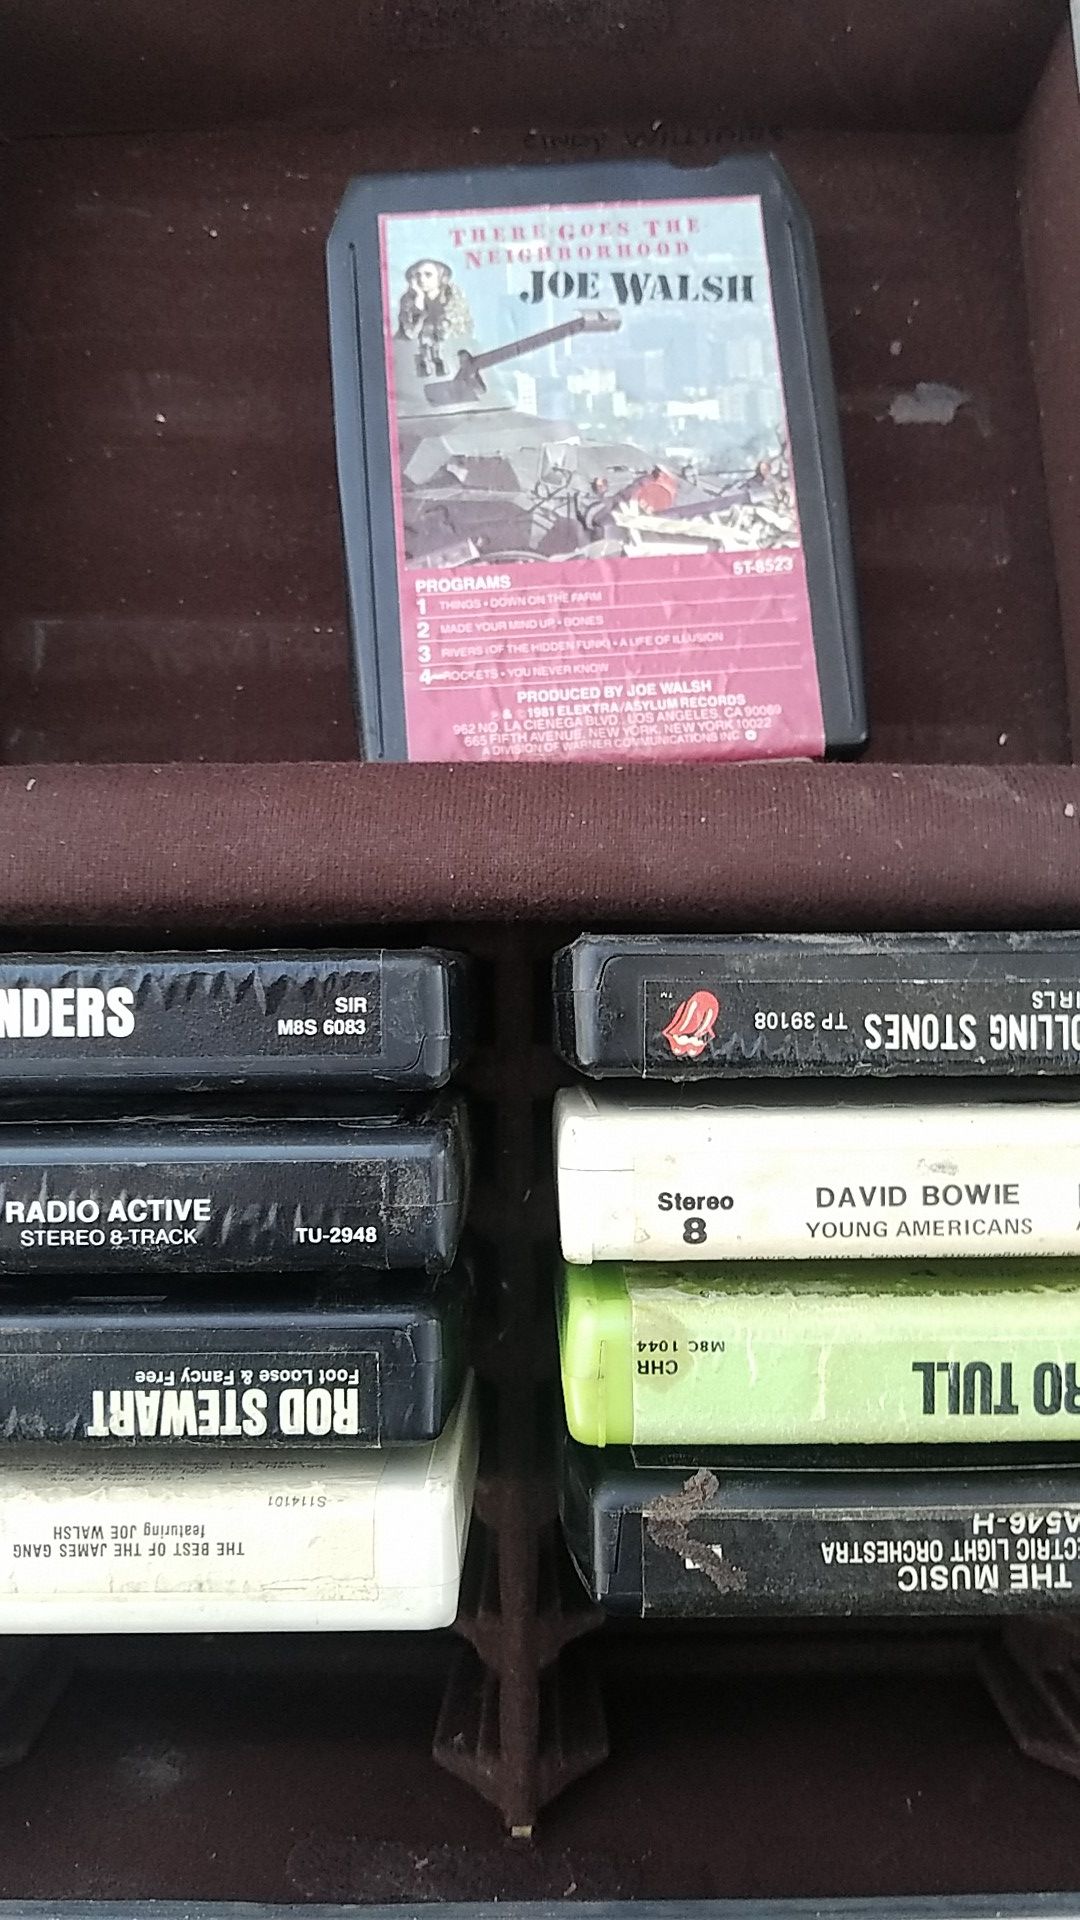 CINDY WILLIAMS
THERE GOES THE
NEIGHBORHOOD
JOE WALSH
5T-8523
PROGRAMS
1 THINGS • DOWN ON THE FARM
2 MADE YOUR MIND UP • BONES
3 RIVERS (OF THE HIDDEN FUNK) • A LIFE OF ILLUSION
4 ROCKETS • YOU NEVER KNOW
PRODUCED BY JOE WALSH
℗ & © 1981 ELEKTRA/ASYLUM RECORDS
962 NO. LA CIENEGA BLVD., LOS ANGELES, CA 90069
665 FIFTH AVENUE, NEW YORK, NEW YORK 10022
A DIVISION OF WARNER COMMUNICATIONS INC
NDERS
SIR
M8S 6083
RADIO ACTIVE
STEREO 8-TRACK
TU-2948
ROD STEWART
Foot Loose & Fancy Free
THE BEST OF THE JAMES GANG
featuring JOE WALSH
S114101
OLLING STONES
IRLS
TP 39108
TM
Stereo
8
DAVID BOWIE
YOUNG AMERICANS
RO TULL
CHR
M8C 1044
THE MUSIC
ECTRIC LIGHT ORCHESTRA
A546-H